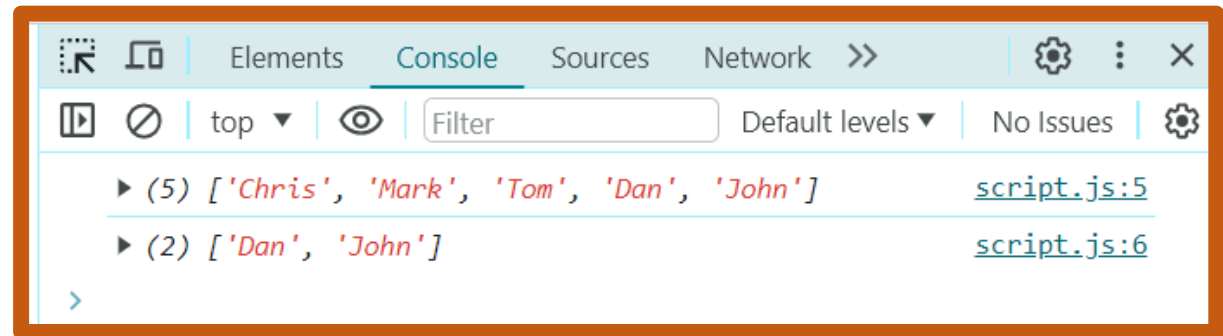 Elements Console Sources Network
top Filter Default levels No Issues
(5) ['Chris', 'Mark', 'Tom', 'Dan', 'John'] script.js:5
(2) ['Dan', 'John'] script.js:6